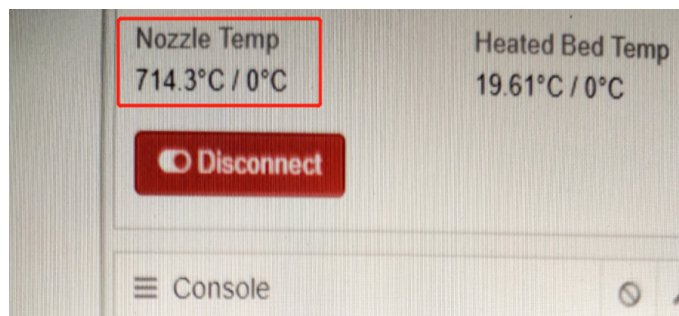 Nozzle Temp
714.3°C / 0°C
Heated Bed Temp
19.61°C / 0°C
Disconnect
Console